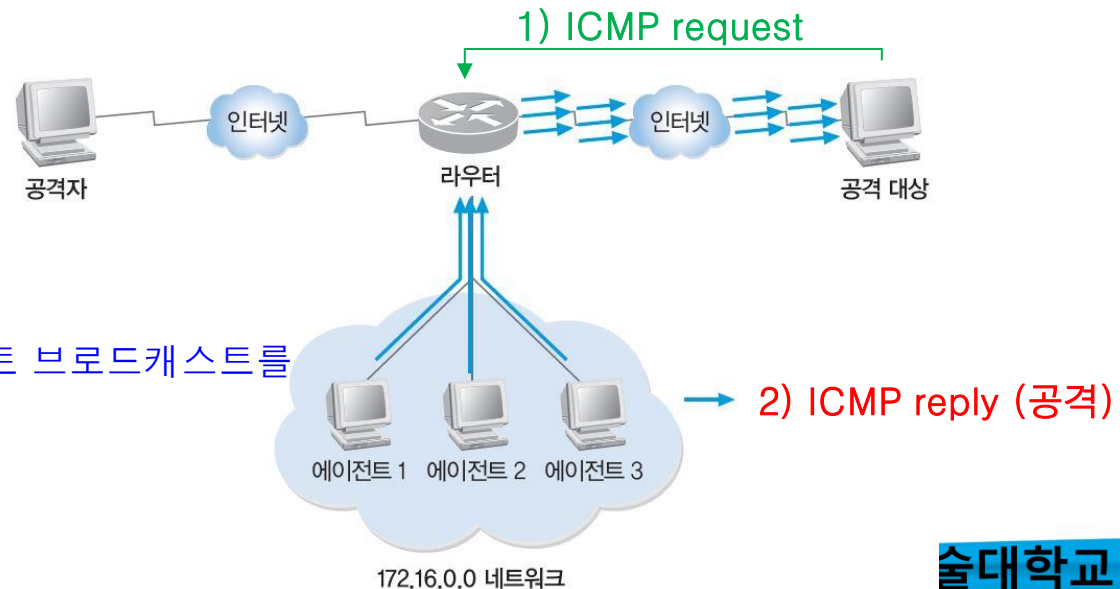 1) ICMP request
인터넷
인터넷
공격자
라우터
공격 대상
브로드캐스트를
2) ICMP reply (공격)
에이전트 1
에이전트 2
에이전트 3
172.16.0.0 네트워크
술대학교